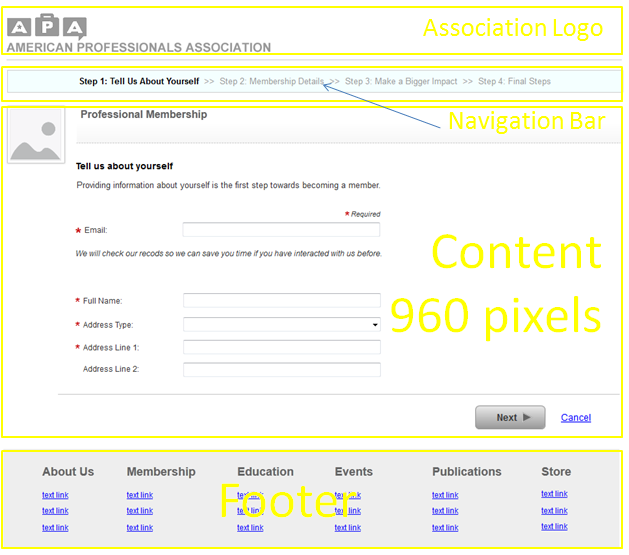 APA
Association Logo
AMERICAN PROFESSIONALS ASSOCIATION
Step 1: Tell Us About Yourself >> Step 2: Membership Details >> Step 3: Make a Bigger Impact >> Step 4: Final Steps
Navigation Bar
Professional Membership
Tell us about yourself
Providing information about yourself is the first step towards becoming a member.
* Required
* Email:
We will check our recods so we can save you time if you have interacted with us before.
Content
960 pixels
* Full Name:
* Address Type:
* Address Line 1:
Address Line 2:
Next Cancel
About Us Membership Education Events Publications Store
text link text link text link text link text link text link
Footer
text link text link text link text link text link text link
text link text link text link text link text link text link